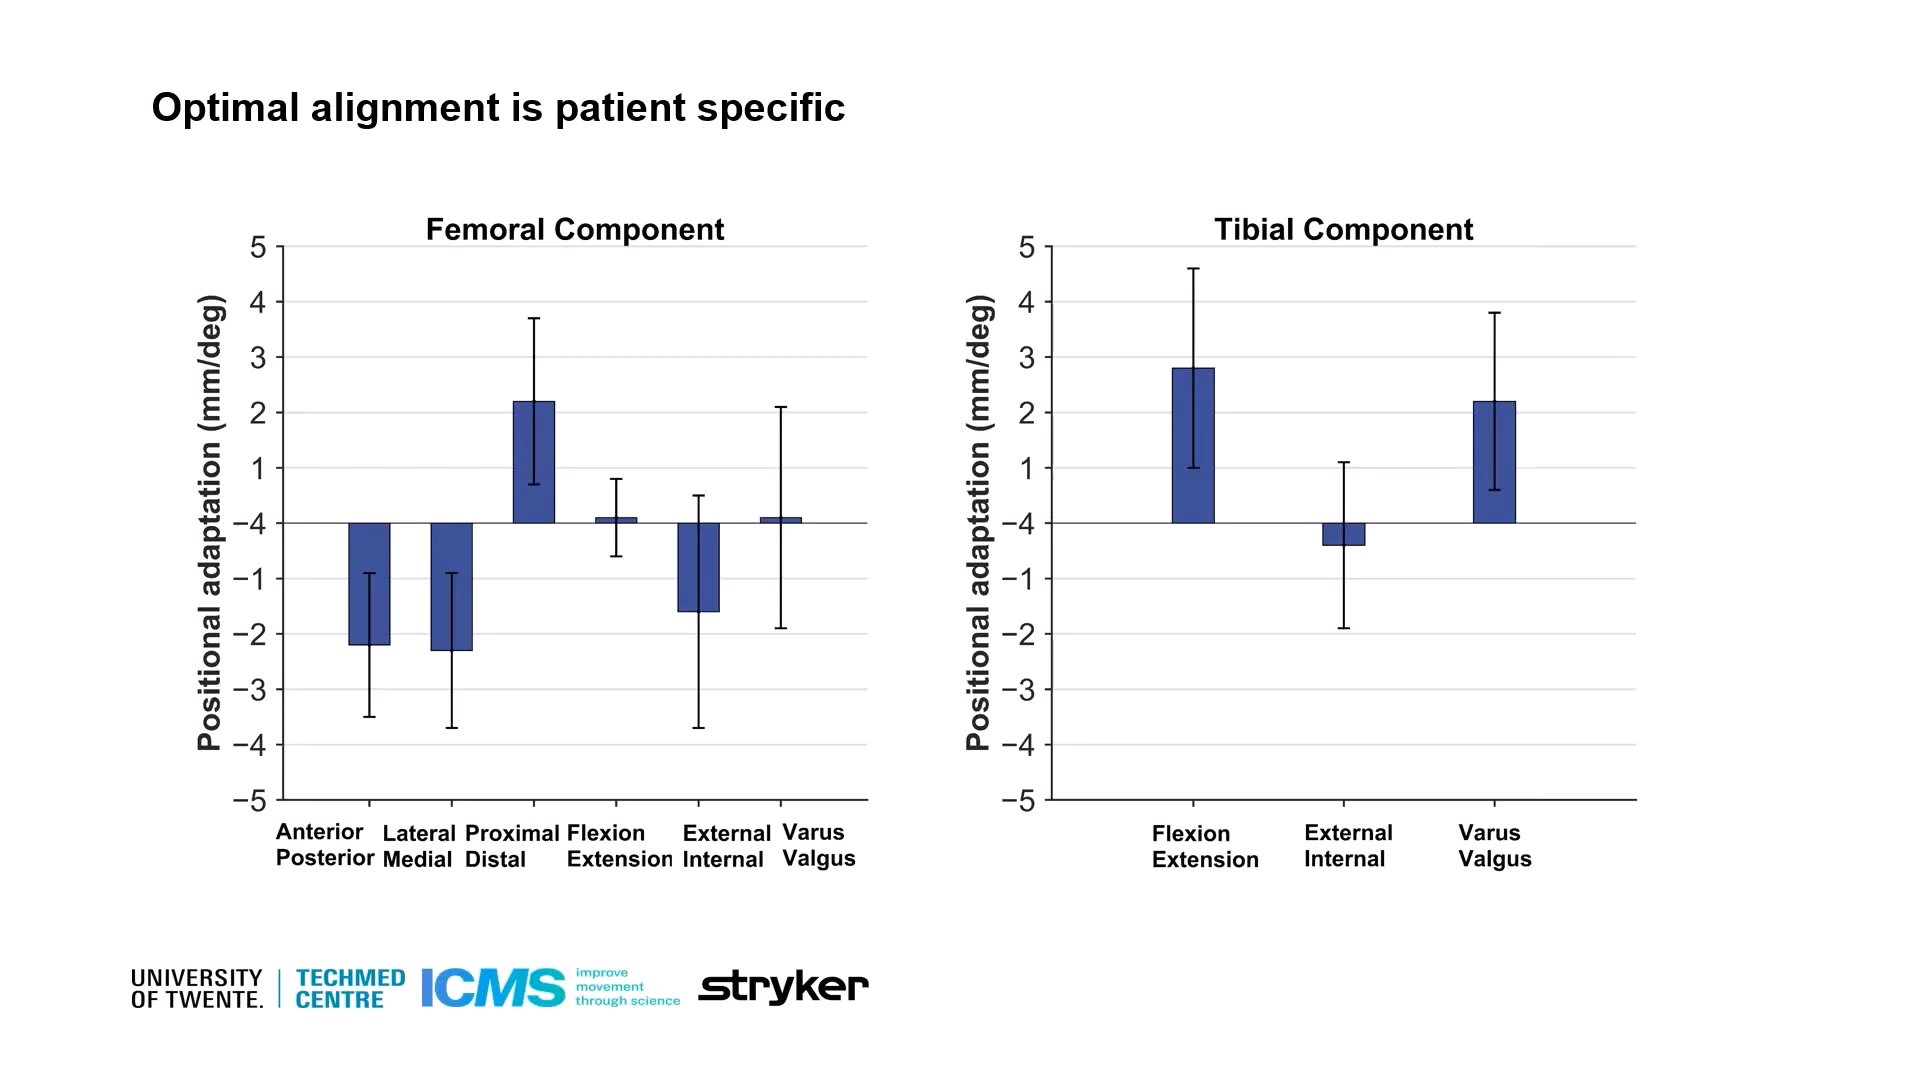 Optimal alignment is patient specific
Femoral Component
Positional adaptation (mm/deg)
5
4
3
2
1
−4
−1
−2
−3
−4
−5
Anterior
Posterior
Lateral
Medial
Proximal
Distal
Flexion
Extension
External
Internal
Varus
Valgus
Tibial Component
Positional adaptation (mm/deg)
5
4
3
2
1
−4
−1
−2
−3
−4
−5
Flexion
Extension
External
Internal
Varus
Valgus
UNIVERSITY
OF TWENTE.
TECHMED
CENTRE
ICMS
improve
movement
through science
stryker